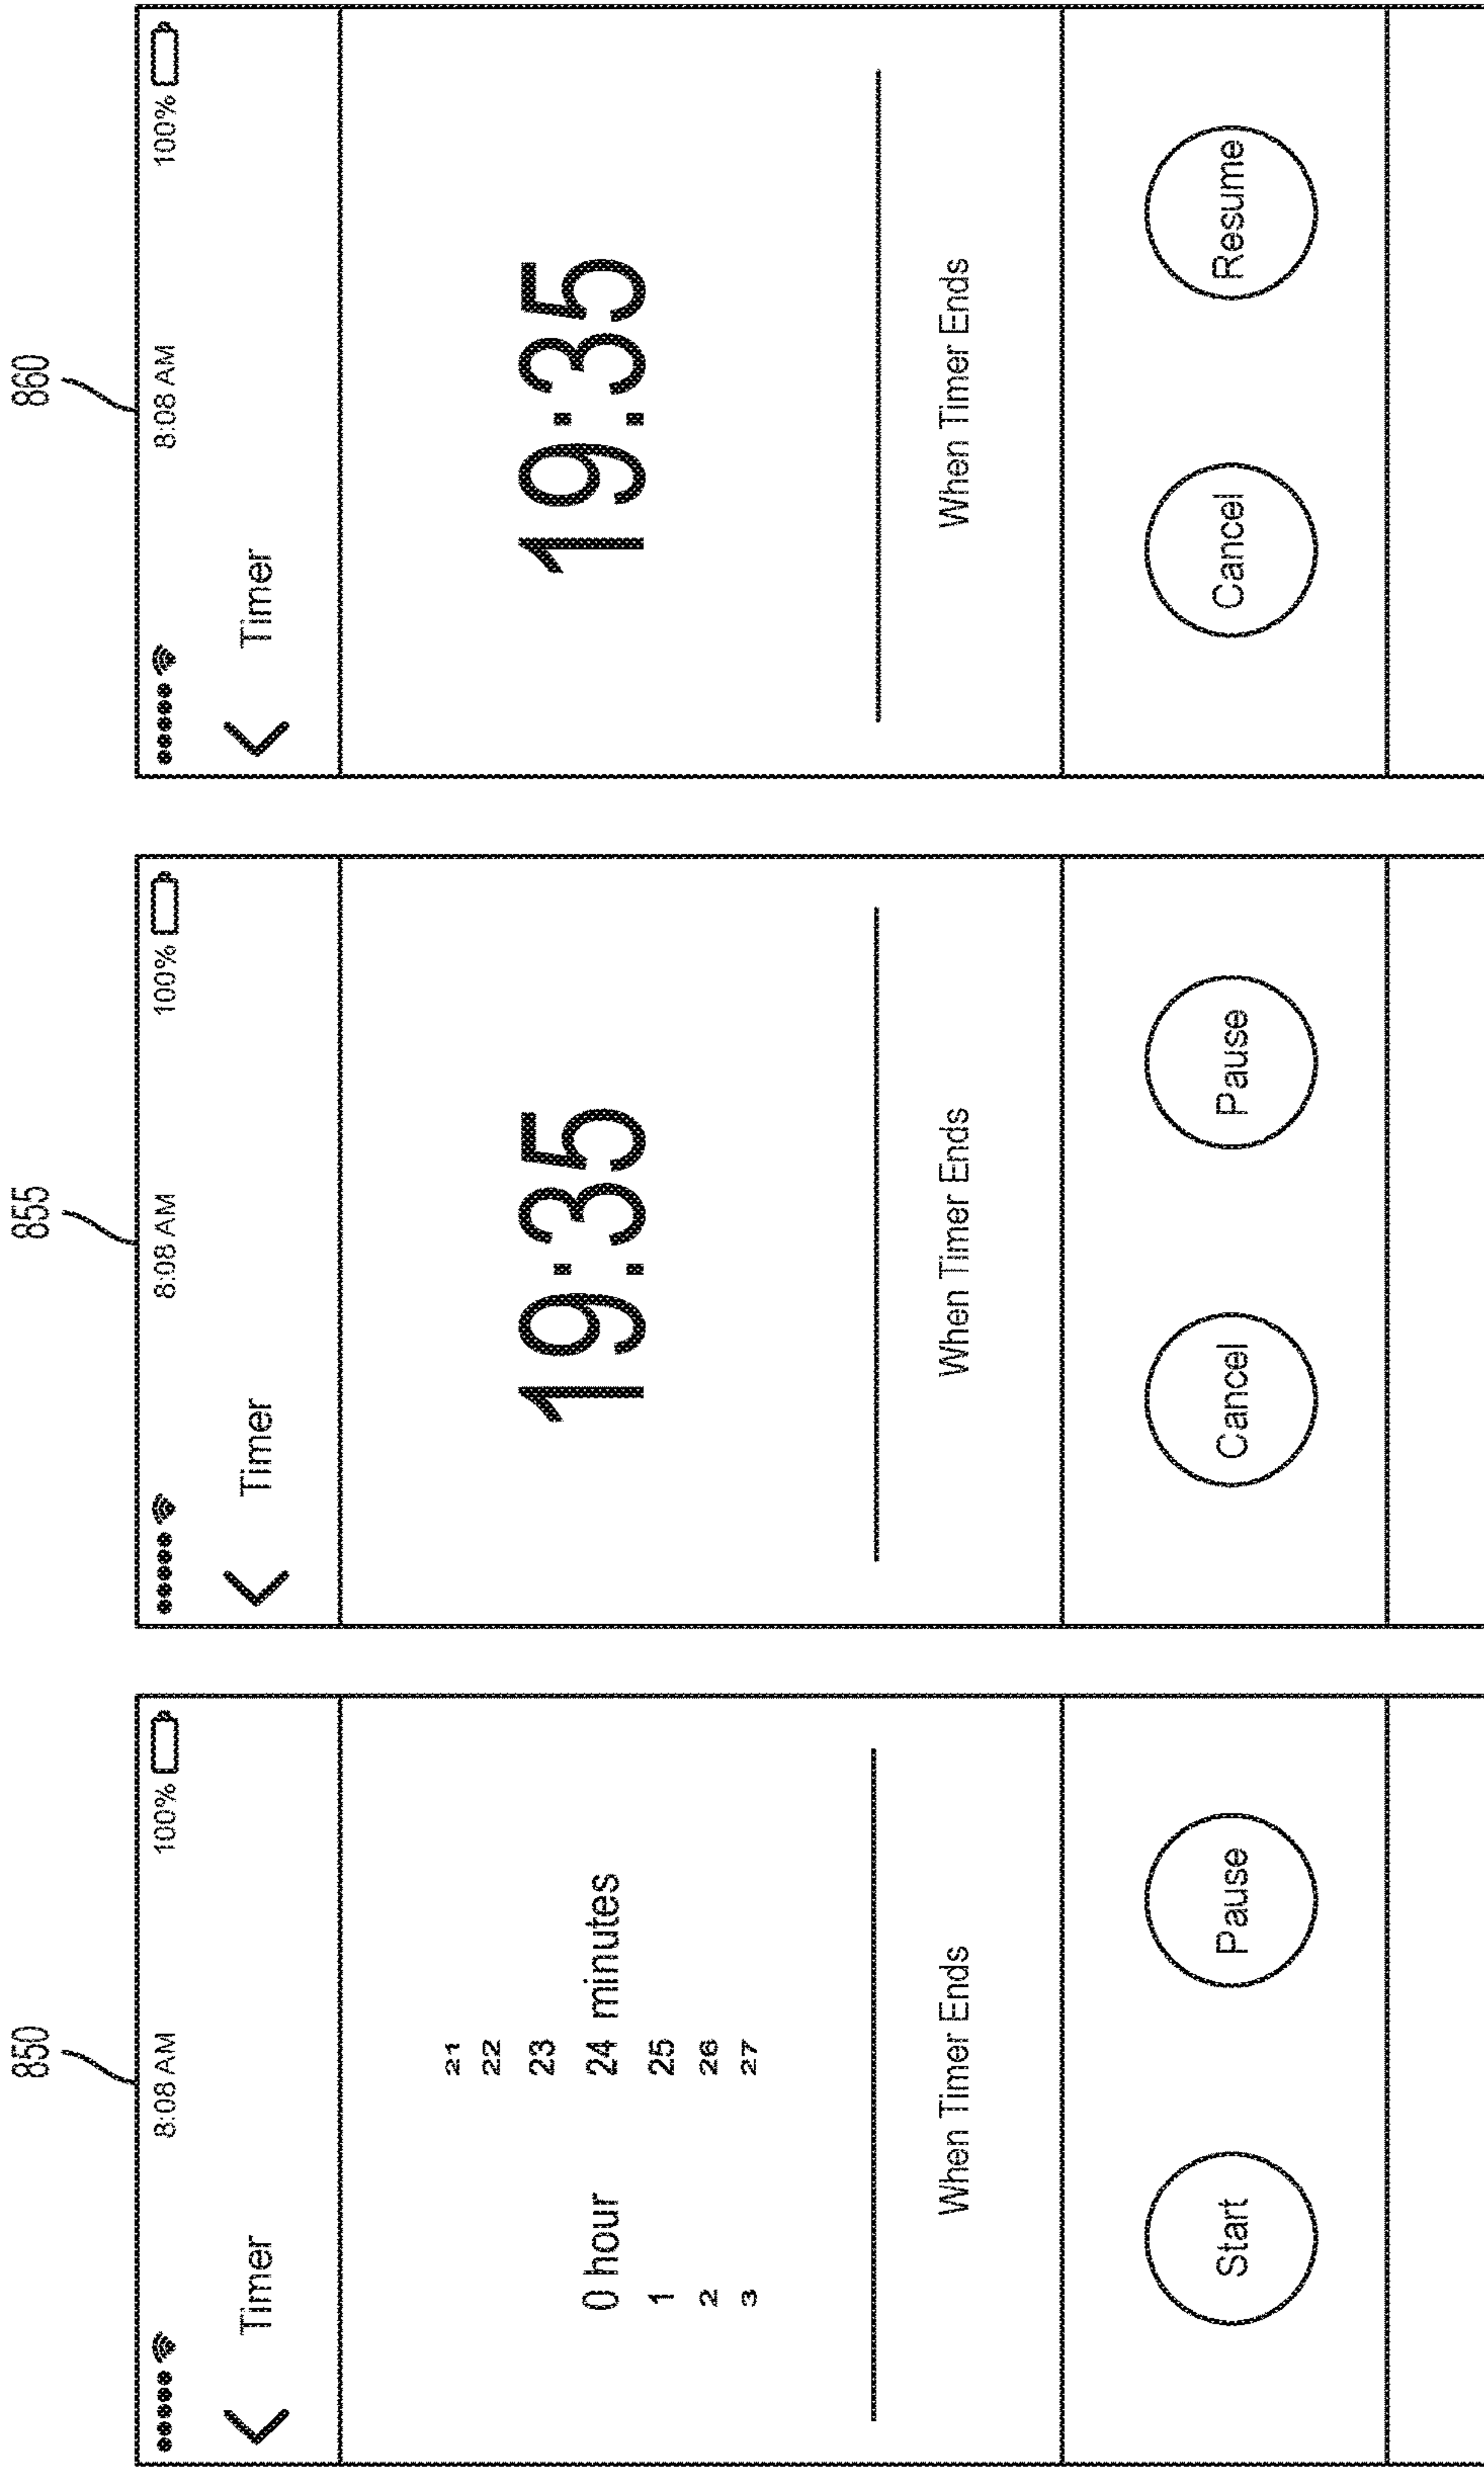 850
8:08 AM
100%
Timer
21
22
23
0 hour 24 minutes
1 25
2 26
3 27
When Timer Ends
Start Pause
855
8:08 AM
100%
Timer
19:35
When Timer Ends
Cancel Pause
860
8:08 AM
100%
Timer
19:35
When Timer Ends
Cancel Resume